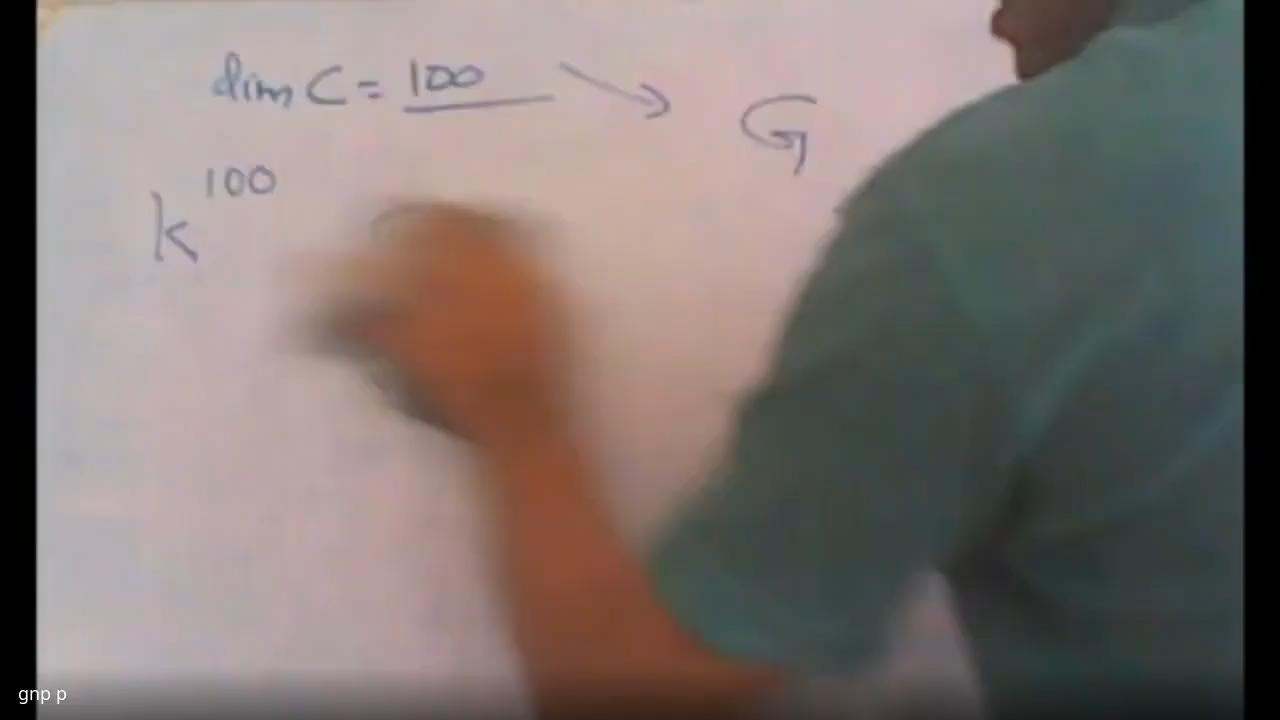 dim C = 100 → G
k^100
gnp p